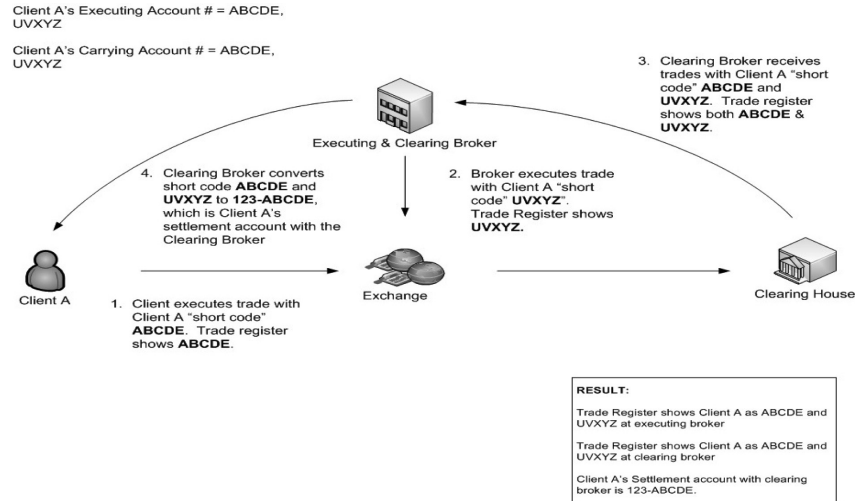 Client A's Executing Account # = ABCDE,
UVXYZ
Client A's Carrying Account # = ABCDE,
UVXYZ
3. Clearing Broker receives
trades with Client A "short
code" ABCDE and
UVXYZ. Trade register
shows both ABCDE &
UVXYZ.
Executing & Clearing Broker
4. Clearing Broker converts
short code ABCDE and
UVXYZ to 123-ABCDE,
which is Client A's
settlement account with the
Clearing Broker
2. Broker executes trade
with Client A "short
code" UVXYZ".
Trade Register shows
UVXYZ.
Client A
Exchange
Clearing House
1. Client executes trade with
Client A "short code"
ABCDE. Trade register
shows ABCDE.
RESULT:
Trade Register shows Client A as ABCDE and
UVXYZ at executing broker
Trade Register shows Client A as ABCDE and
UVXYZ at clearing broker
Client A's Settlement account with clearing
broker is 123-ABCDE.